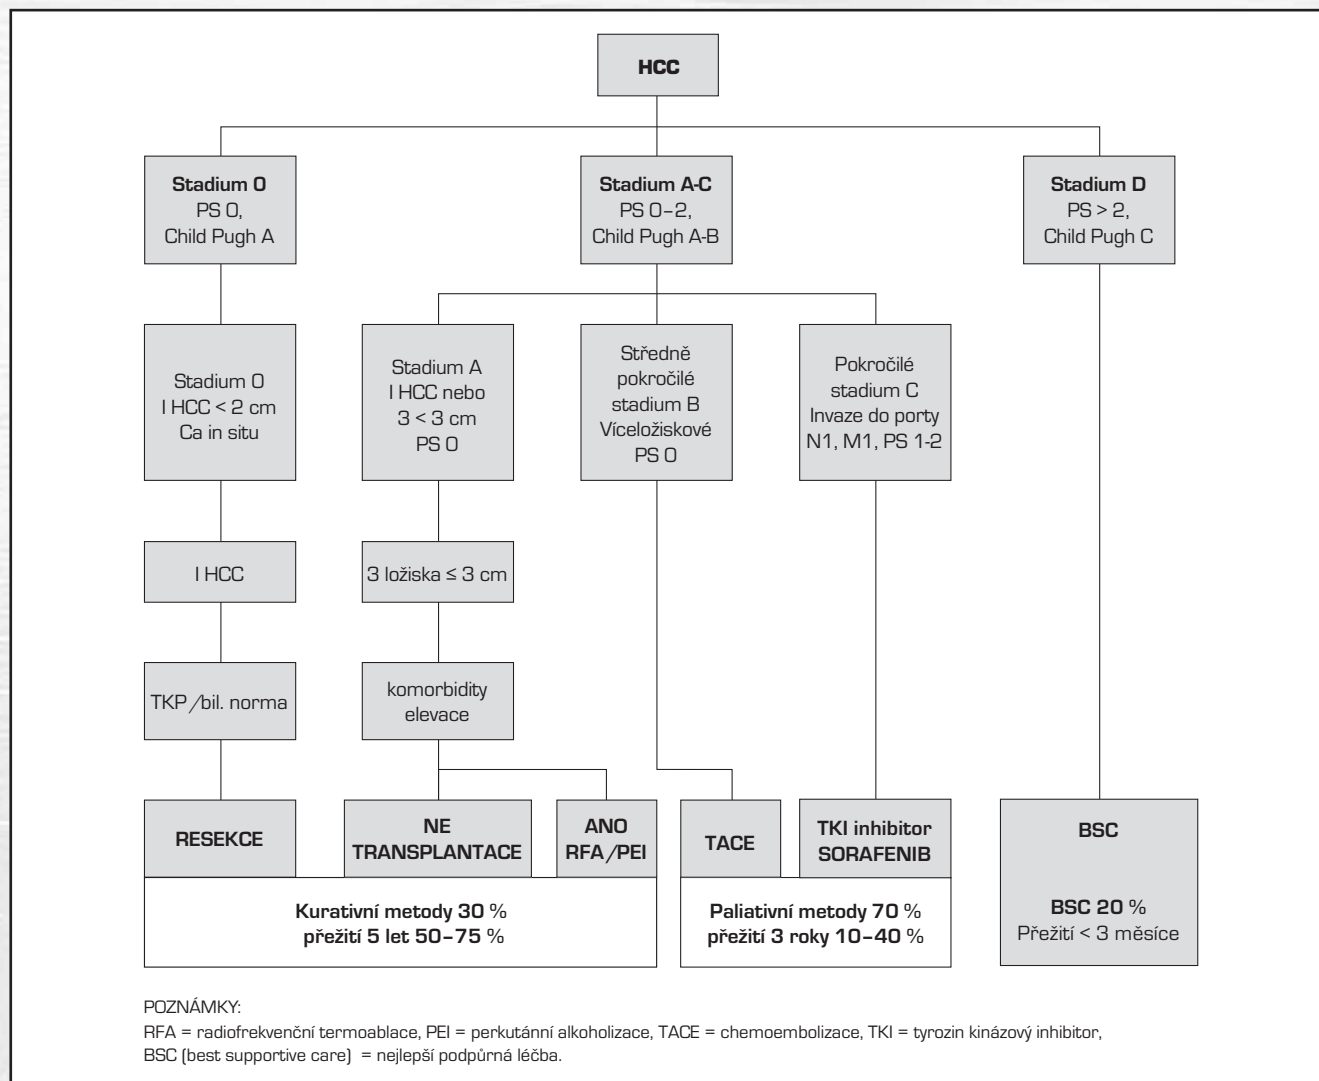 HCC
Stadium 0
PS 0,
Child Pugh A
Stadium A-C
PS 0–2,
Child Pugh A-B
Stadium D
PS > 2,
Child Pugh C
Stadium 0
I HCC < 2 cm
Ca in situ
Stadium A
I HCC nebo
3 < 3 cm
PS 0
Středně
pokročilé
stadium B
Víceložiskové
PS 0
Pokročilé
stadium C
Invaze do porty
N1, M1, PS 1-2
I HCC
3 ložiska ≤ 3 cm
TKP/bil. norma
komorbidity
elevace
RESEKCE
NE
TRANSPLANTACE
ANO
RFA/PEI
TACE
TKI inhibitor
SORAFENIB
BSC
Kurativní metody 30 %
přežití 5 let 50–75 %
Paliativní metody 70 %
přežití 3 roky 10–40 %
BSC 20 %
Přežití < 3 měsíce
POZNÁMKY:
RFA = radiofrekvenční termoablace, PEI = perkutánní alkoholizace, TACE = chemoembolizace, TKI = tyrozin kinázový inhibitor,
BSC (best supportive care) = nejlepší podpůrná léčba.